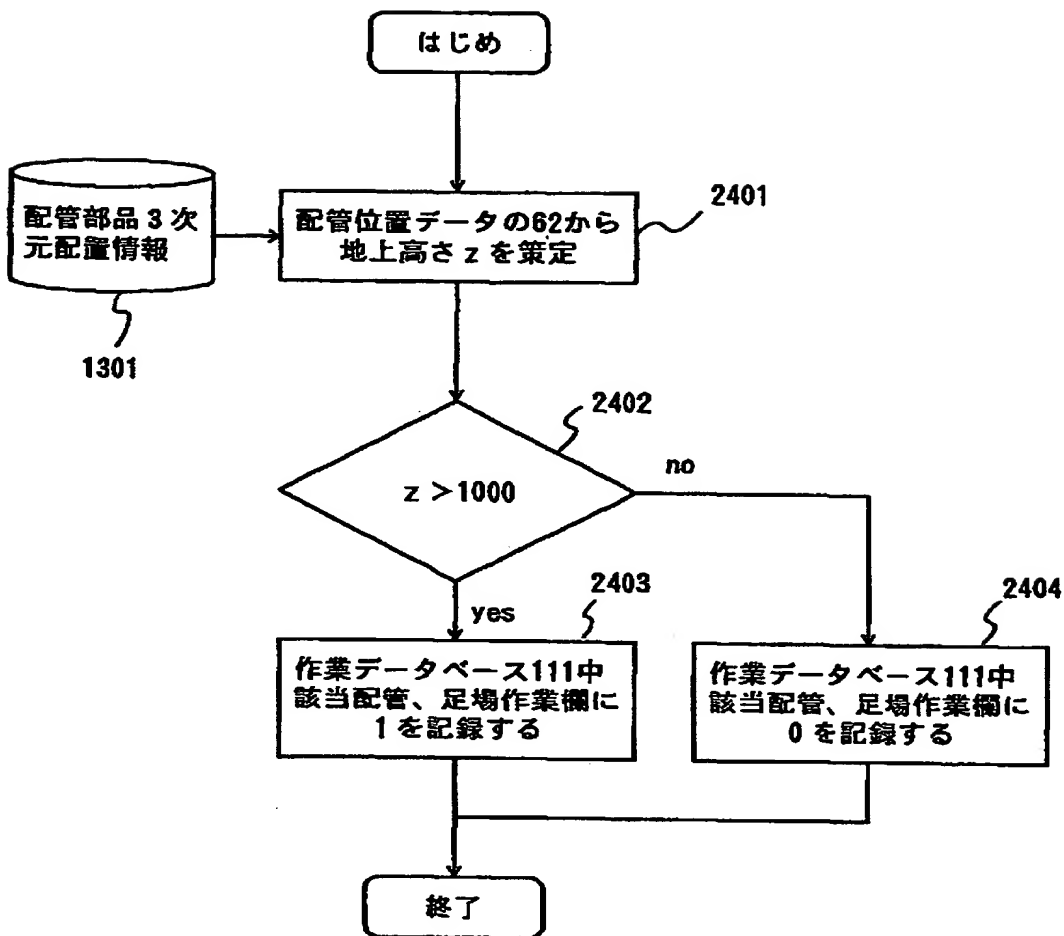 はじめ
配管部品3次
元配置情報
1301
配管位置データの62から
地上高さzを策定
2401
2402
z>1000
no
yes
2403
作業データベース111中
該当配管、足場作業欄に
1を記録する
2404
作業データベース111中
該当配管、足場作業欄に
0を記録する
終了